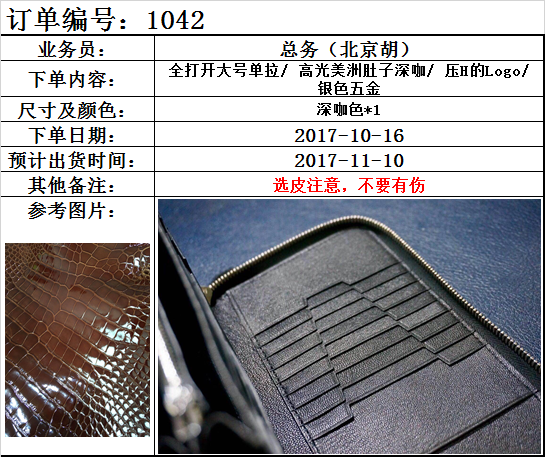 订单编号：1042
业务员： 总务（北京胡）
下单内容： 全打开大号单拉/ 高光美洲肚子深咖/ 压H的Logo/
银色五金
尺寸及颜色： 深咖色*1
下单日期： 2017-10-16
预计出货时间： 2017-11-10
其他备注： 选皮注意，不要有伤
参考图片：